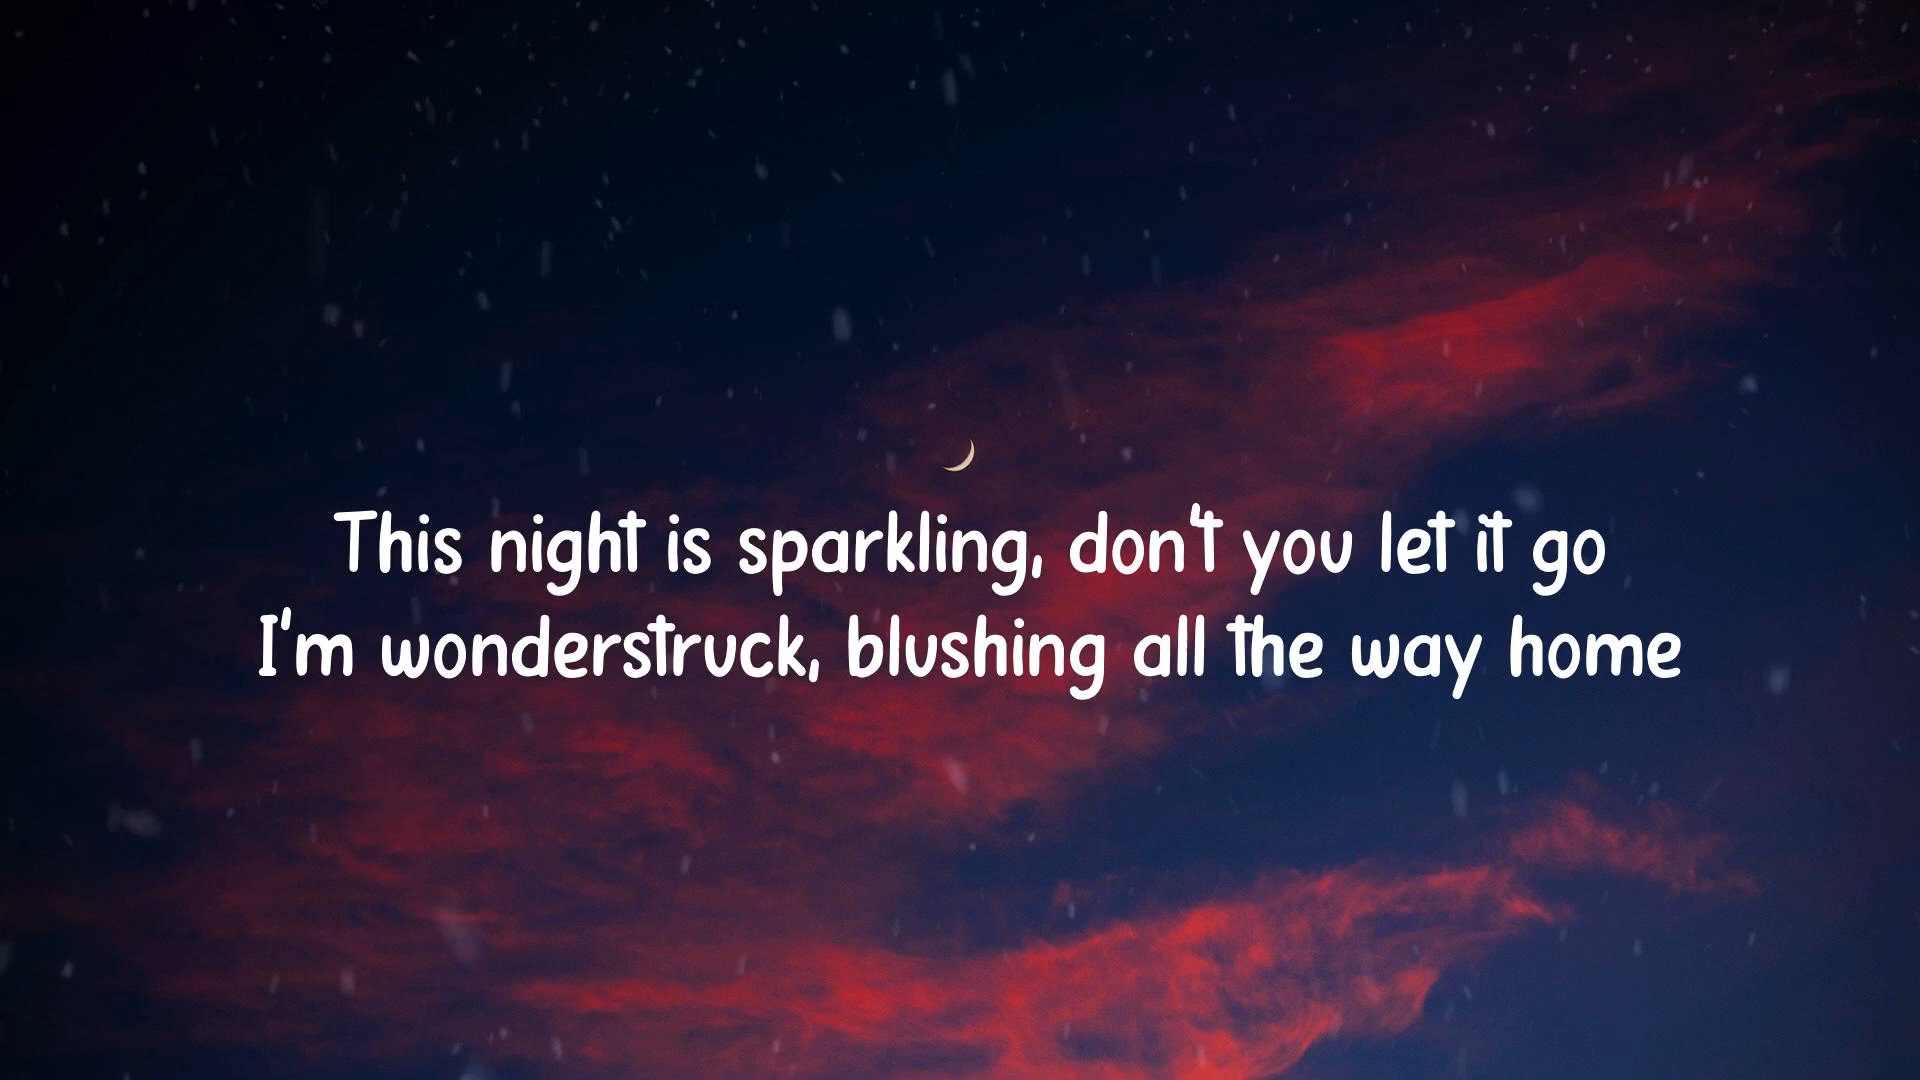 This night is sparkling, don't you let it go
I'm wonderstruck, blushing all the way home